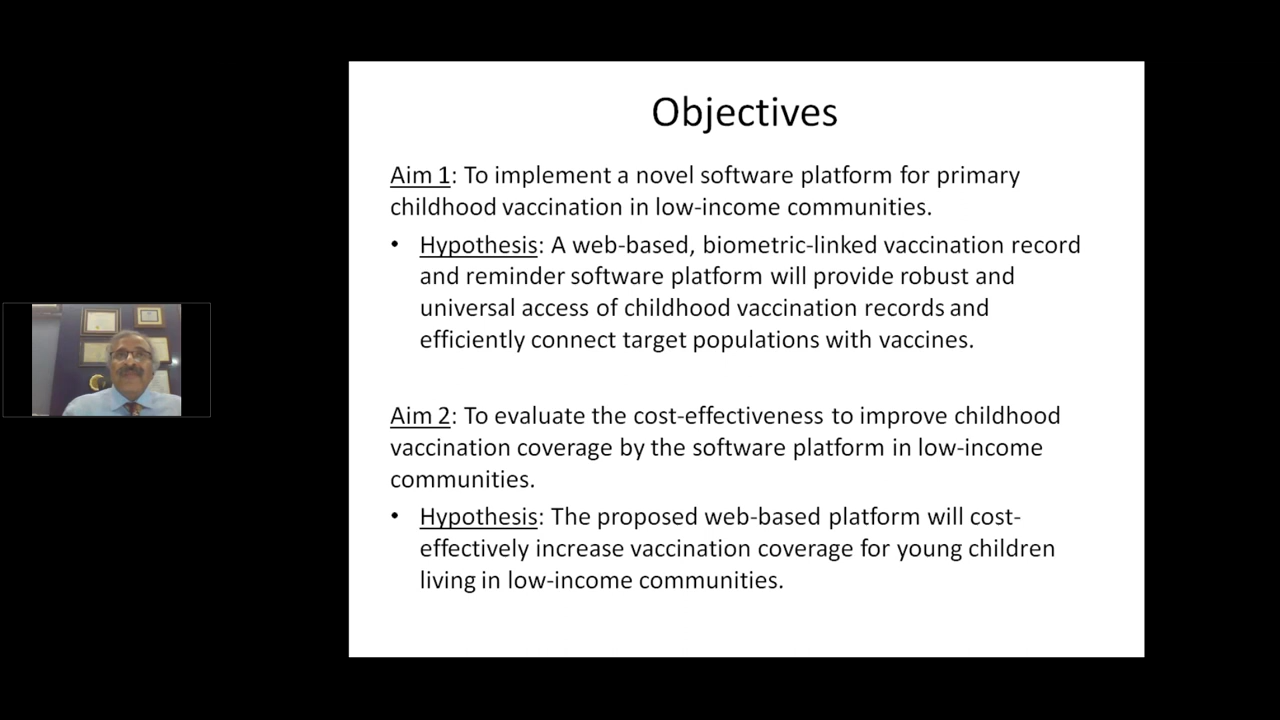 Objectives
Aim 1: To implement a novel software platform for primary
childhood vaccination in low-income communities.
• Hypothesis: A web-based, biometric-linked vaccination record
and reminder software platform will provide robust and
universal access of childhood vaccination records and
efficiently connect target populations with vaccines.
Aim 2: To evaluate the cost-effectiveness to improve childhood
vaccination coverage by the software platform in low-income
communities.
• Hypothesis: The proposed web-based platform will cost-
effectively increase vaccination coverage for young children
living in low-income communities.